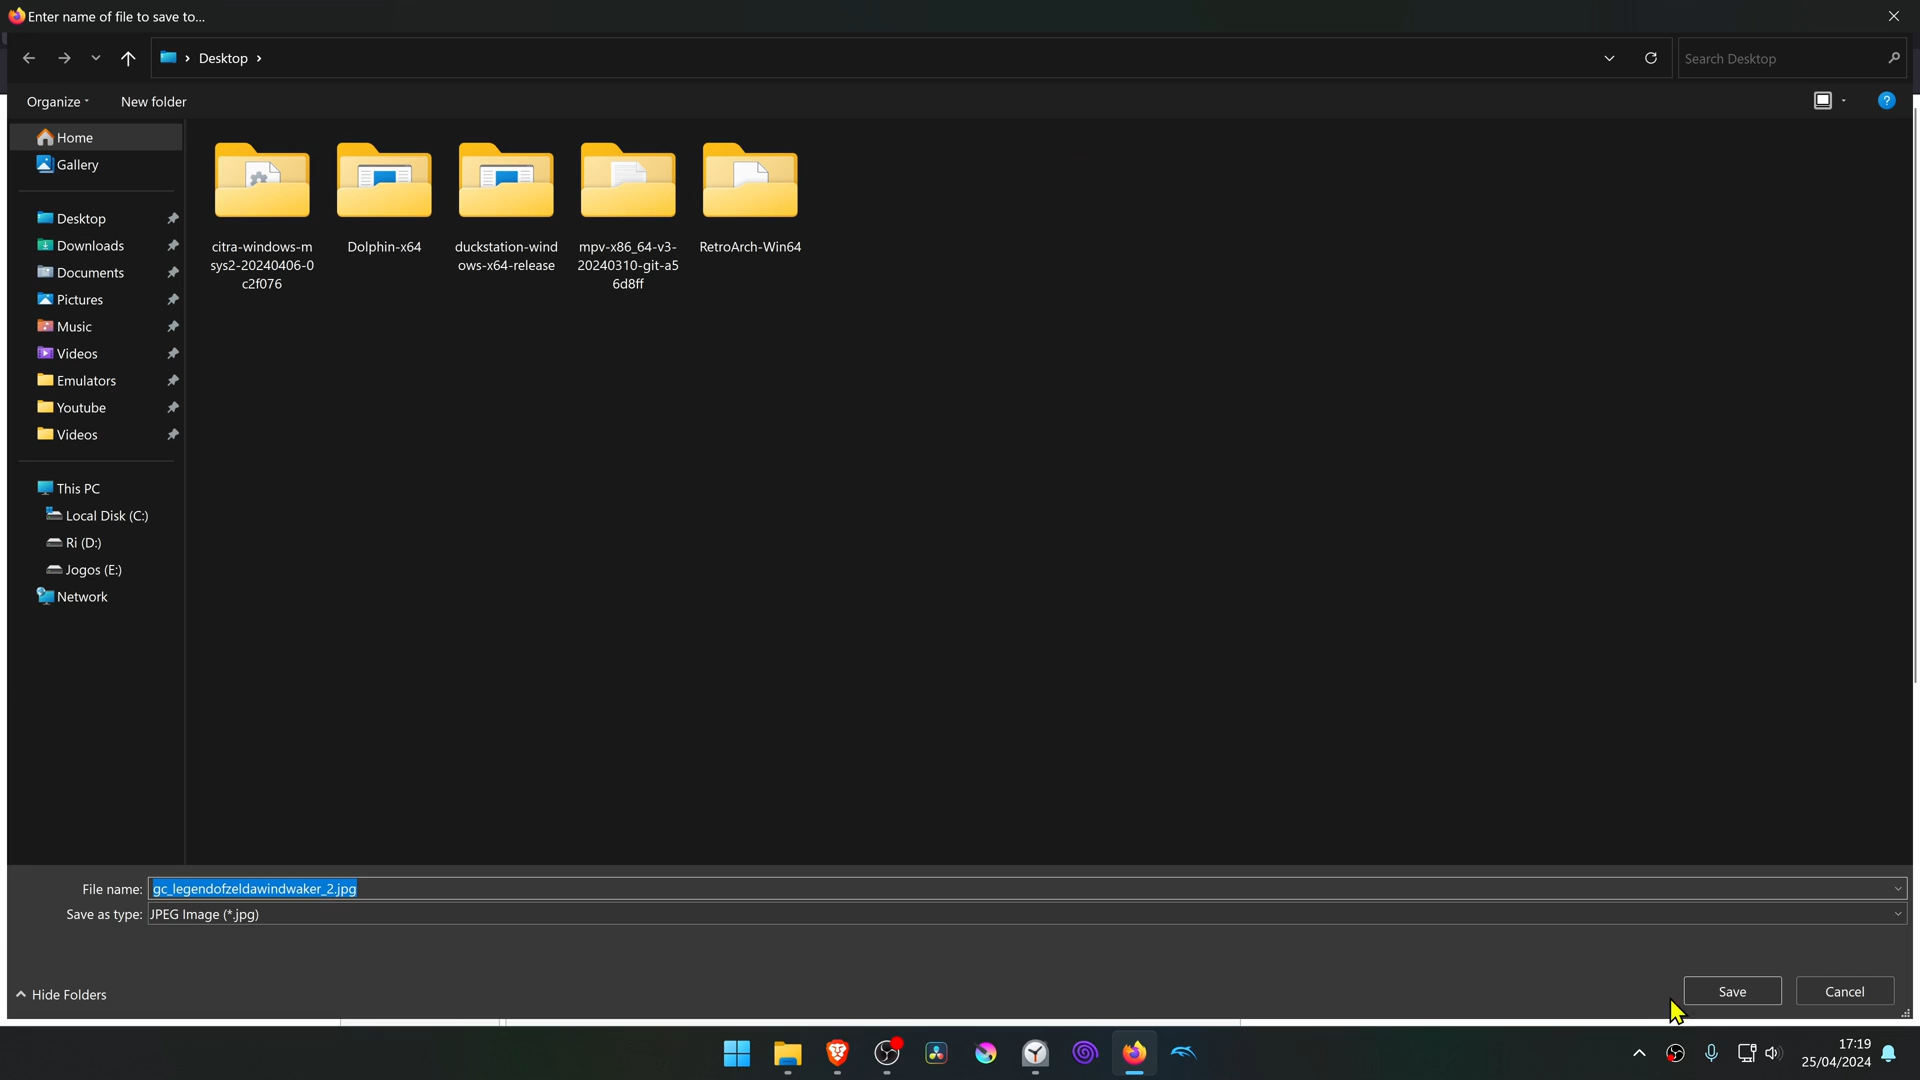 Enter name of file to save to...
Desktop
Search Desktop
Organize
New folder
Home
Gallery
Desktop
Downloads
Documents
Pictures
Music
Videos
Emulators
Youtube
Videos
This PC
Local Disk (C:)
Ri (D:)
Jogos (E:)
Network
citra-windows-m
sys2-20240406-0
c2f076
Dolphin-x64
duckstation-wind
ows-x64-release
mpv-x86_64-v3-
20240310-git-a5
6d8ff
RetroArch-Win64
File name: gc_legendofzeldawindwaker_2.jpg
Save as type: JPEG Image (*.jpg)
Hide Folders
Save
Cancel
17:19
25/04/2024